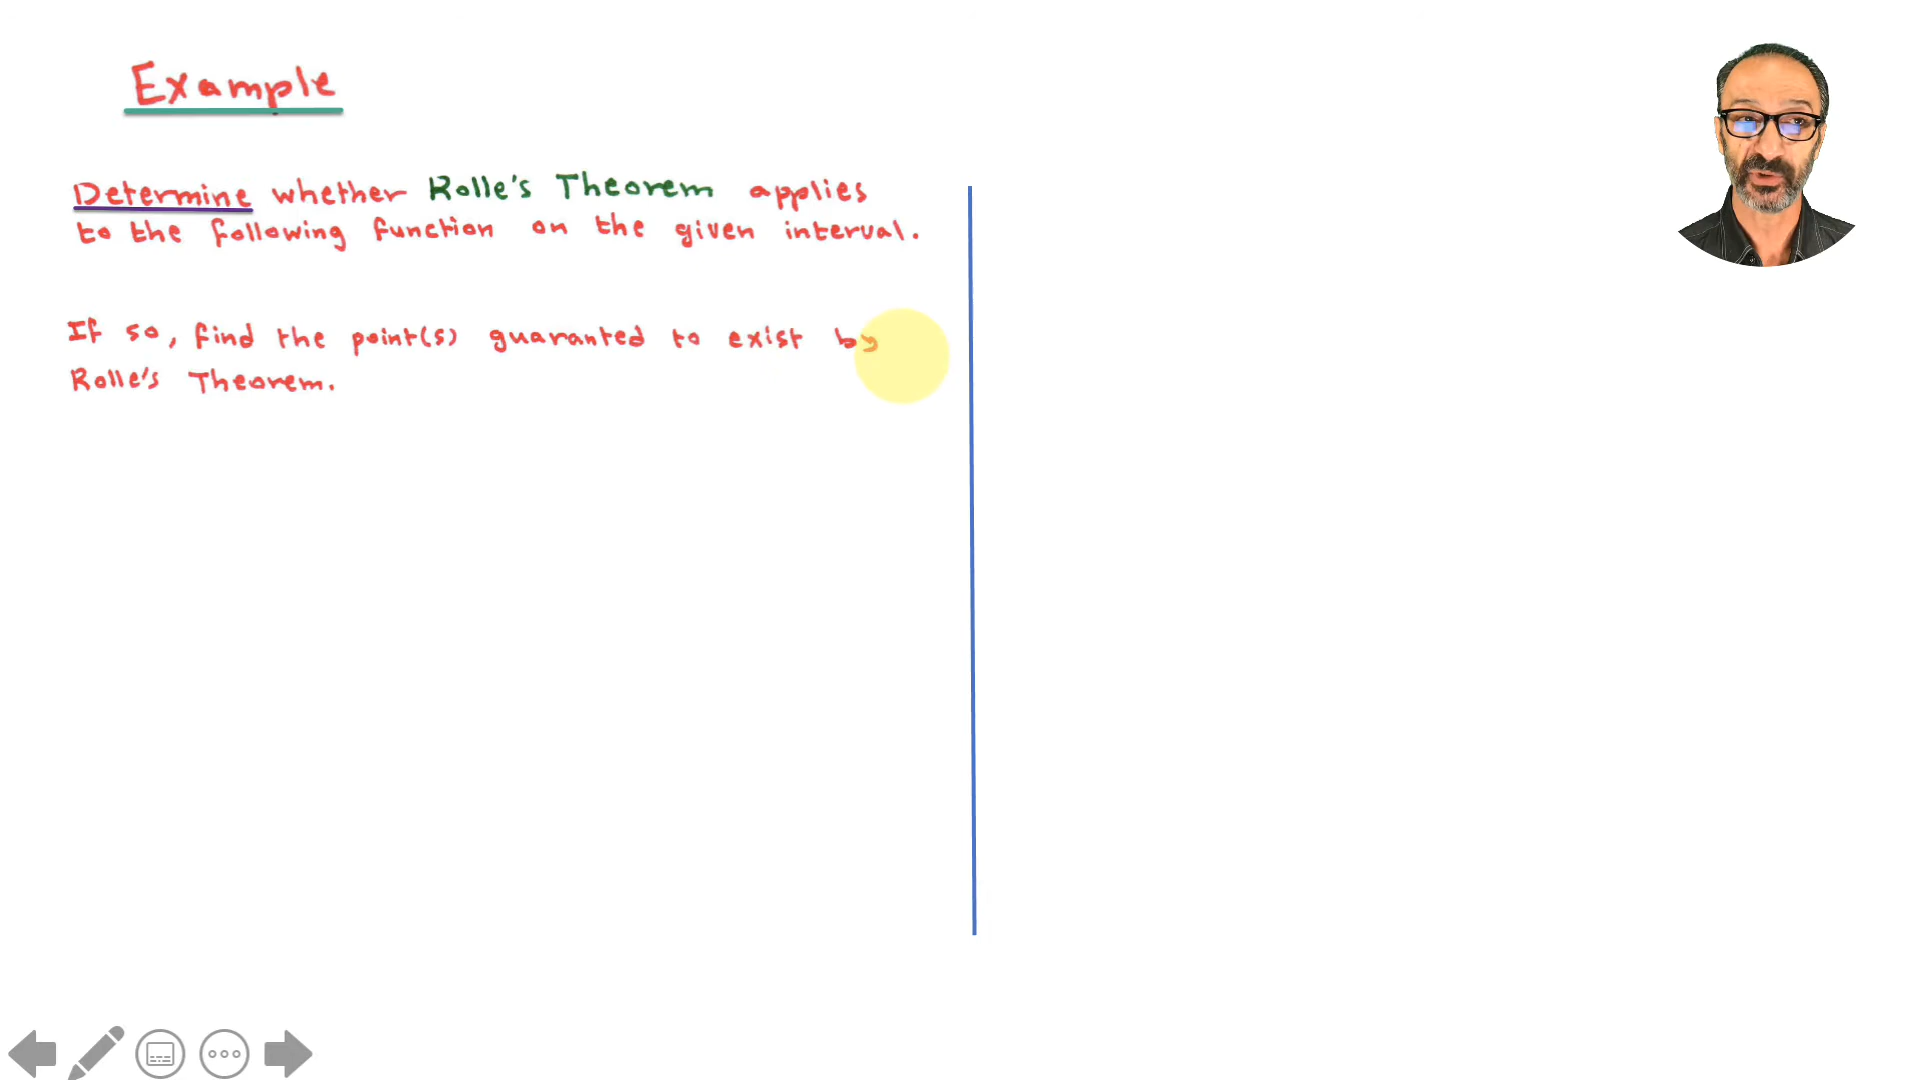 Example
Determine whether Rolle's Theorem applies
to the following function on the given interval.
If so, find the point(s) guaranted to exist by
Rolle's Theorem.